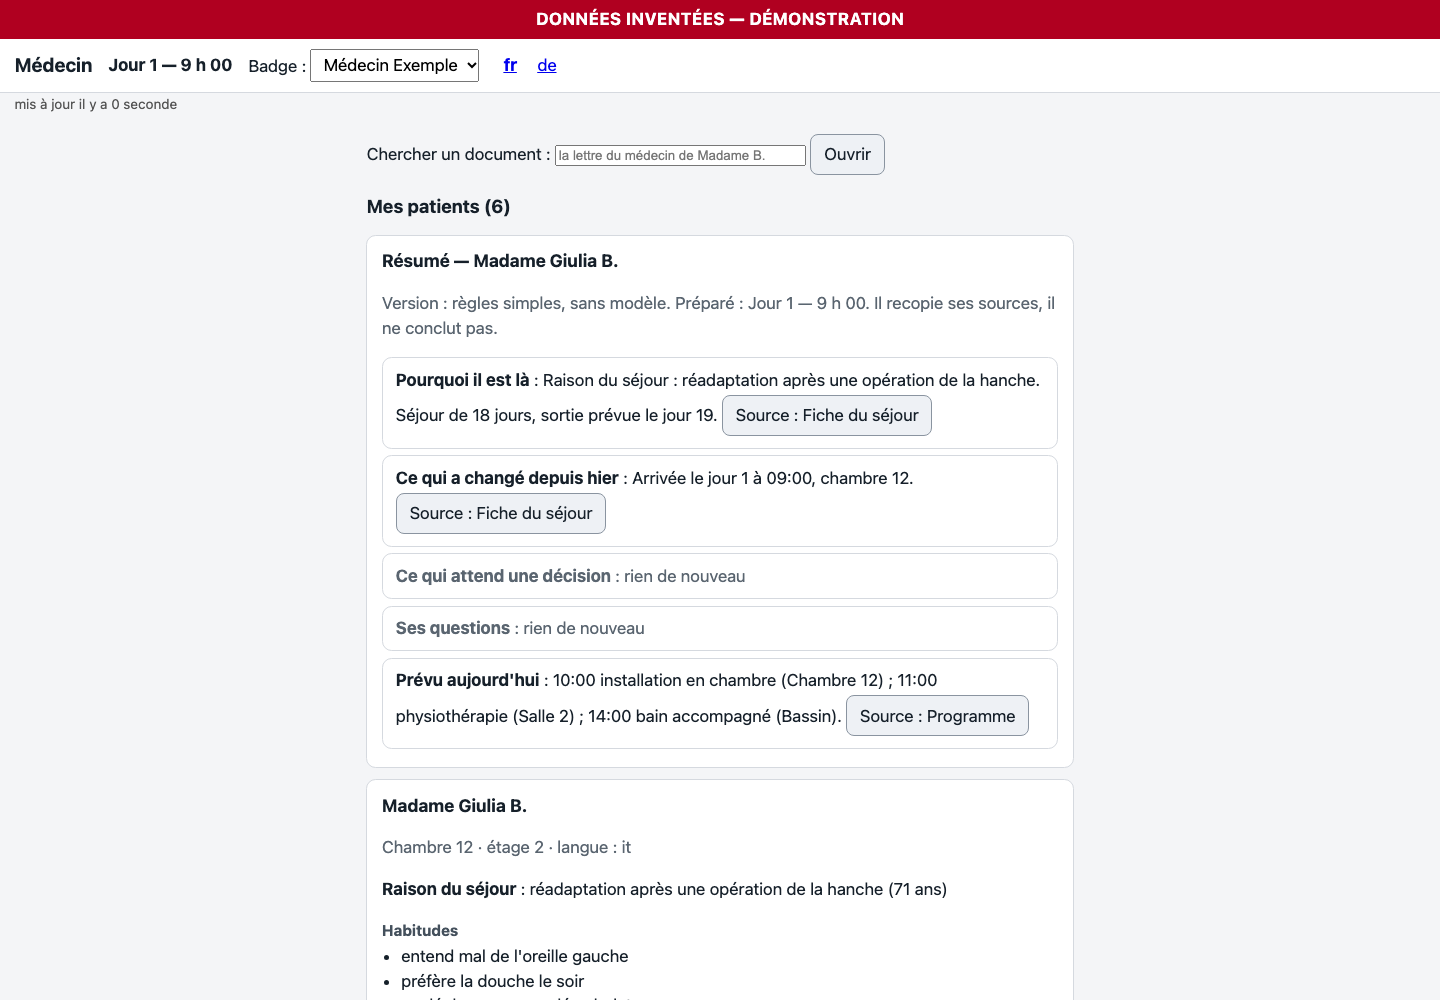 DONNÉES INVENTÉES — DÉMONSTRATION
Médecin Jour 1 — 9 h 00 Badge : Médecin Exemple fr de
mis à jour il y a 0 seconde
Chercher un document : la lettre du médecin de Madame B. Ouvrir
Mes patients (6)
Résumé — Madame Giulia B.
Version : règles simples, sans modèle. Préparé : Jour 1 — 9 h 00. Il recopie ses sources, il
ne conclut pas.
Pourquoi il est là : Raison du séjour : réadaptation après une opération de la hanche.
Séjour de 18 jours, sortie prévue le jour 19. Source : Fiche du séjour
Ce qui a changé depuis hier : Arrivée le jour 1 à 09:00, chambre 12.
Source : Fiche du séjour
Ce qui attend une décision : rien de nouveau
Ses questions : rien de nouveau
Prévu aujourd'hui : 10:00 installation en chambre (Chambre 12) ; 11:00
physiothérapie (Salle 2) ; 14:00 bain accompagné (Bassin). Source : Programme
Madame Giulia B.
Chambre 12 · étage 2 · langue : it
Raison du séjour : réadaptation après une opération de la hanche (71 ans)
Habitudes
entend mal de l'oreille gauche
préfère la douche le soir